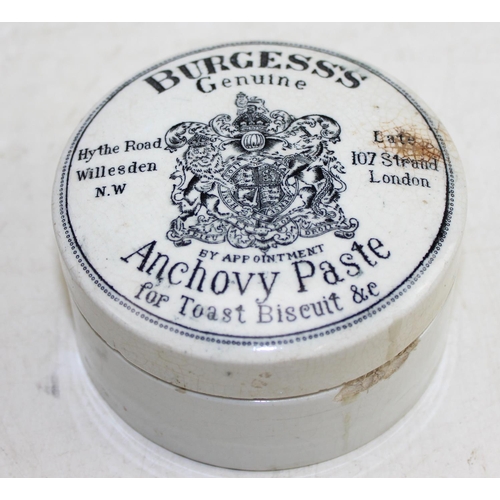 BURGESS'S
Genuine
Hythe Road
Willesden
N.W
Late
107 Strand
London
BY APPOINTMENT
Anchovy Paste
for Toast Biscuit &c